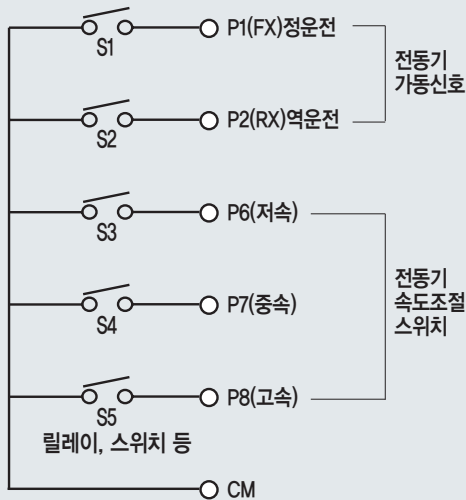 S1
P1(FX)정운전
전동기
가동신호
S2
P2(RX)역운전
S3
P6(저속)
전동기
속도조절
스위치
S4
P7(중속)
S5
P8(고속)
릴레이, 스위치 등
CM